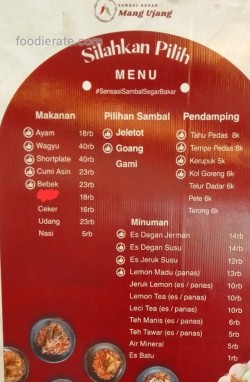 foodierate.com
SAMBAL BAKAR
Mang Ujang
Silahkan Pilih
MENU
#SensasiSambalSegarBakar
Makanan
Ayam 18rb
Wagyu 40rb
Shortplate 40rb
Cumi Asin 23rb
Bebek 23rb
18rb
Ceker 16rb
Udang 23rb
Nasi 5rb
Pilihan Sambal
Jeletot
Goang
Gami
Pendamping
Tahu Pedas 8k
Tempe Pedas 8k
Karupuk 5k
Kol Goreng 6k
Telur Dadar 6k
Pete 6k
Terong 6k
Minuman
Es Degan Jerman 14rb
Es Degan Susu 14rb
Es Jeruk Susu 12rb
Lemon Madu (panas) 13rb
Jeruk Lemon (es / panas) 10rb
Lemon Tea (es / panas) 10rb
Leci Tea (es / panas) 10rb
Teh Manis (es / panas) 6rb
Teh Tawar (es / panas) 5rb
Air Mineral 5rb
Es Batu 1rb